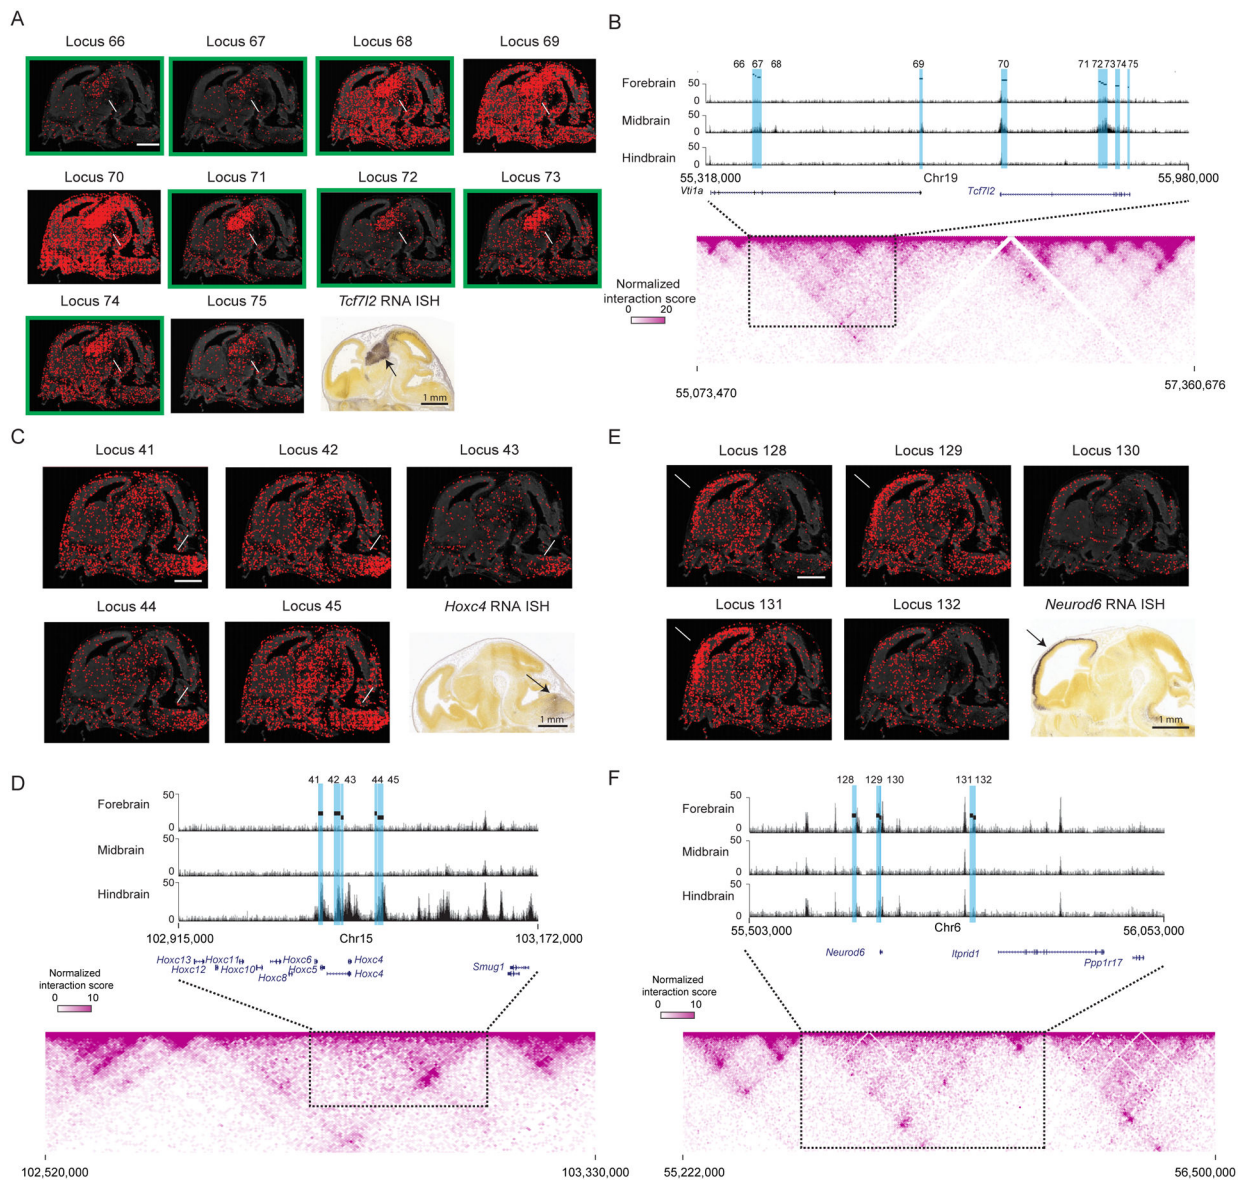 A
Locus 66
Locus 67
Locus 68
Locus 69
Locus 70
Locus 71
Locus 72
Locus 73
Locus 74
Locus 75
Tcf7l2 RNA ISH
1 mm
B
66 67 68 69 70 71 72 73 74 75
Forebrain
50
0
Midbrain
50
0
Hindbrain
50
0
55,318,000 Chr19 55,980,000
Vti1a Tcf7l2
Normalized
interaction score
0 20
55,073,470
57,360,676
C
Locus 41
Locus 42
Locus 43
Locus 44
Locus 45
Hoxc4 RNA ISH
1 mm
D
41 42 43 44 45
Forebrain
50
0
Midbrain
50
0
Hindbrain
50
0
102,915,000 Chr15 103,172,000
Hoxc13 Hoxc11 Hoxc6 Hoxc4
Hoxc12 Hoxc10 Hoxc5 Hoxc4 Smug1
Hoxc8
Normalized
interaction score
0 10
102,520,000
103,330,000
E
Locus 128
Locus 129
Locus 130
Locus 131
Locus 132
Neurod6 RNA ISH
1 mm
F
128 129 130 131 132
Forebrain
50
0
Midbrain
50
0
Hindbrain
50
0
55,503,000 Chr6 56,053,000
Neurod6 Itprid1
Ppp1r17
Normalized
interaction score
0 10
55,222,000
56,500,000